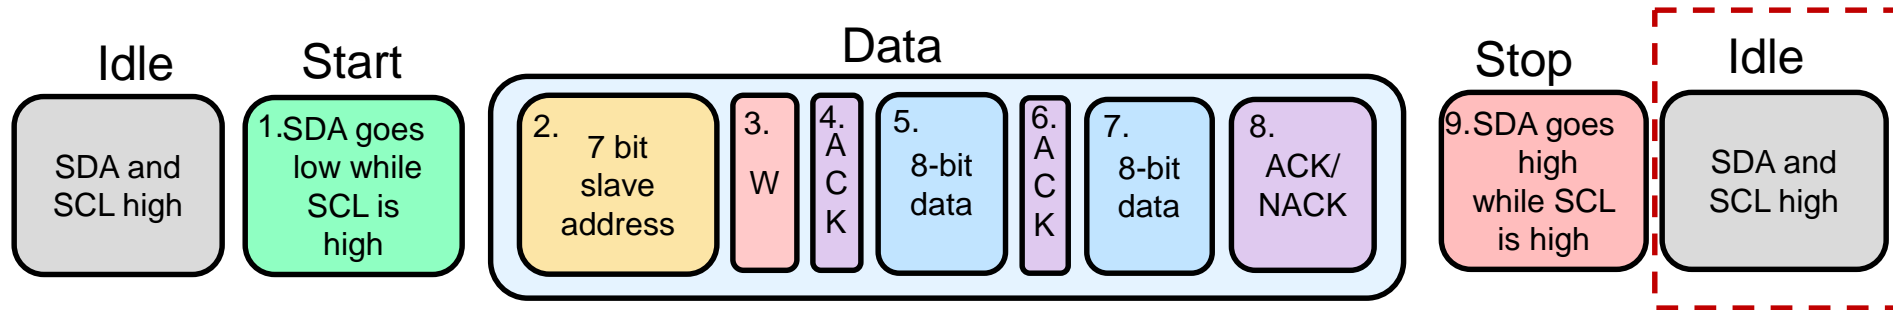 Idle
SDA and
SCL high
Start
1.SDA goes
low while
SCL is
high
Data
2.
7 bit
slave
address
3.
W
4.
A
C
K
5.
8-bit
data
6.
A
C
K
7.
8-bit
data
8.
ACK/
NACK
Stop
9.SDA goes
high
while SCL
is high
Idle
SDA and
SCL high